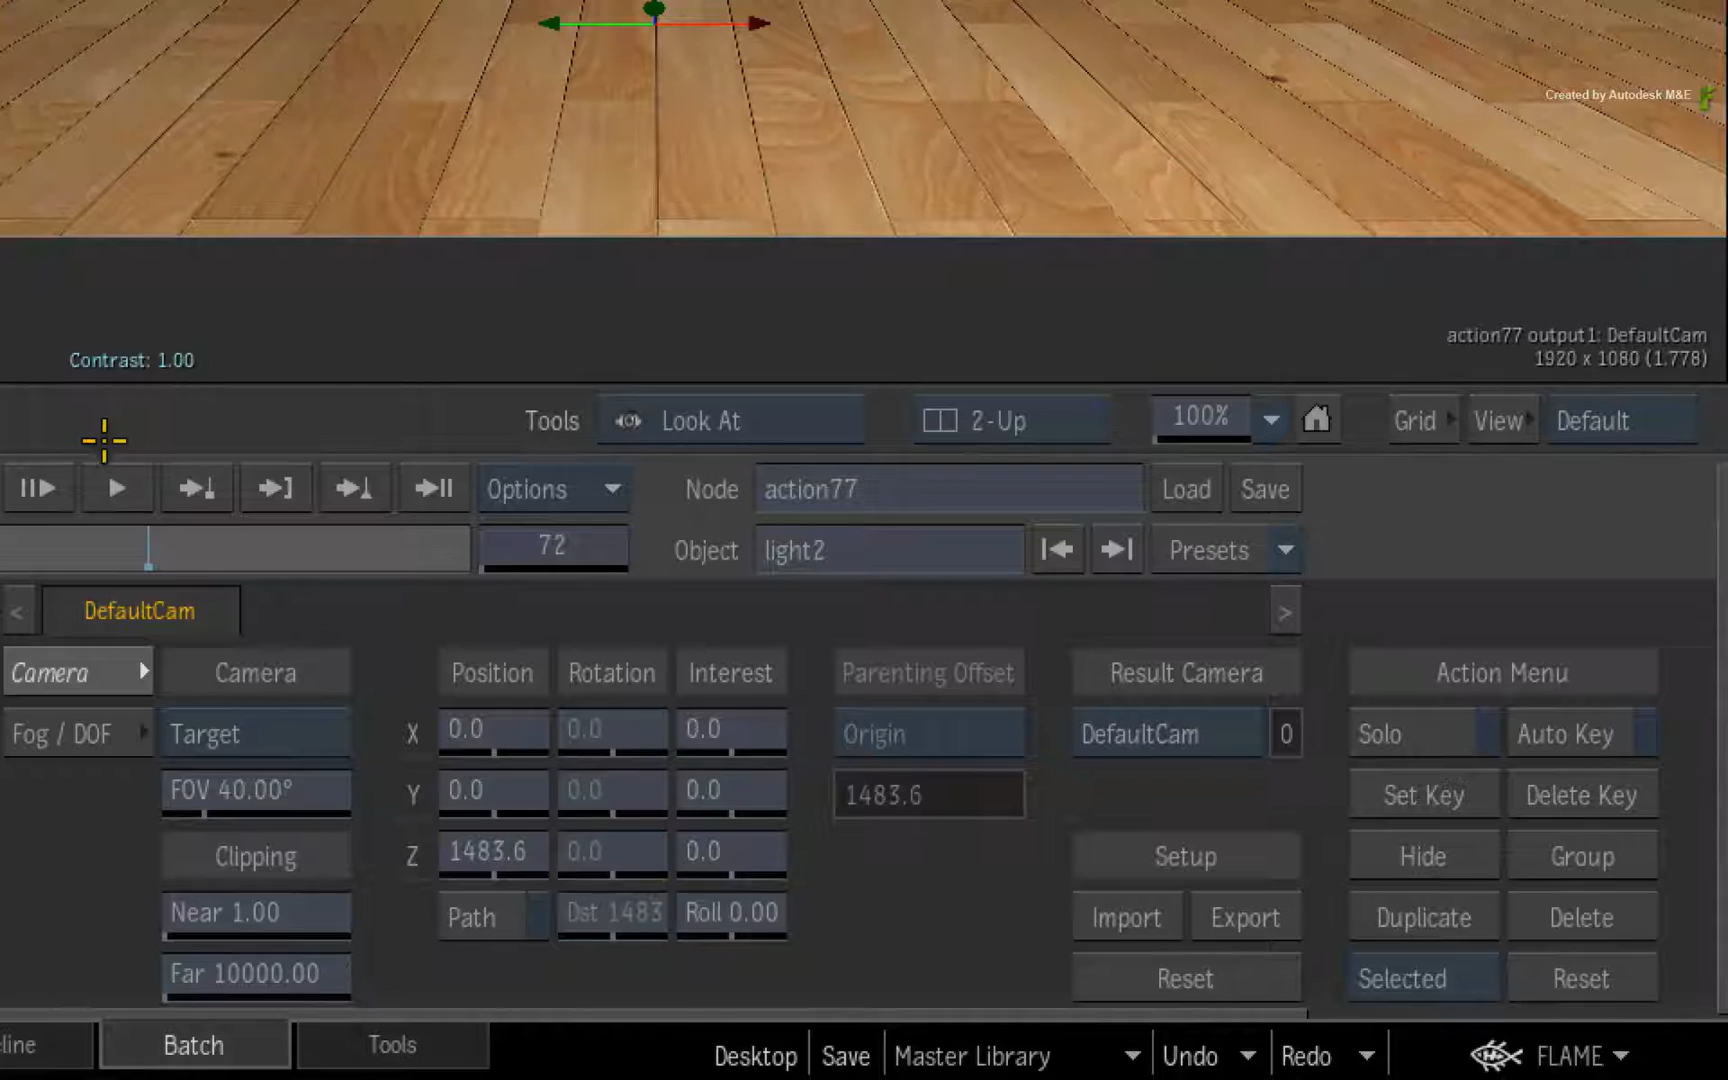 Created by Autodesk M&E
action77 output1: DefaultCam
Contrast: 1.00
1920 x 1080 (1.778)
Tools Look At 2-Up 100% Grid View Default
Options Node action77 Load Save
72 Object light2 Presets
< DefaultCam >
Camera Camera Position Rotation Interest Parenting Offset Result Camera Action Menu
Fog / DOF Target X 0.0 0.0 0.0 Origin DefaultCam 0 Solo Auto Key
FOV 40.00° Y 0.0 0.0 0.0 1483.6 Set Key Delete Key
Clipping Z 1483.6 0.0 0.0 Setup Hide Group
Near 1.00 Path Dst 1483 Roll 0.00 Import Export Duplicate Delete
Far 10000.00 Reset Selected Reset
line Batch Tools Desktop Save Master Library Undo Redo FLAME